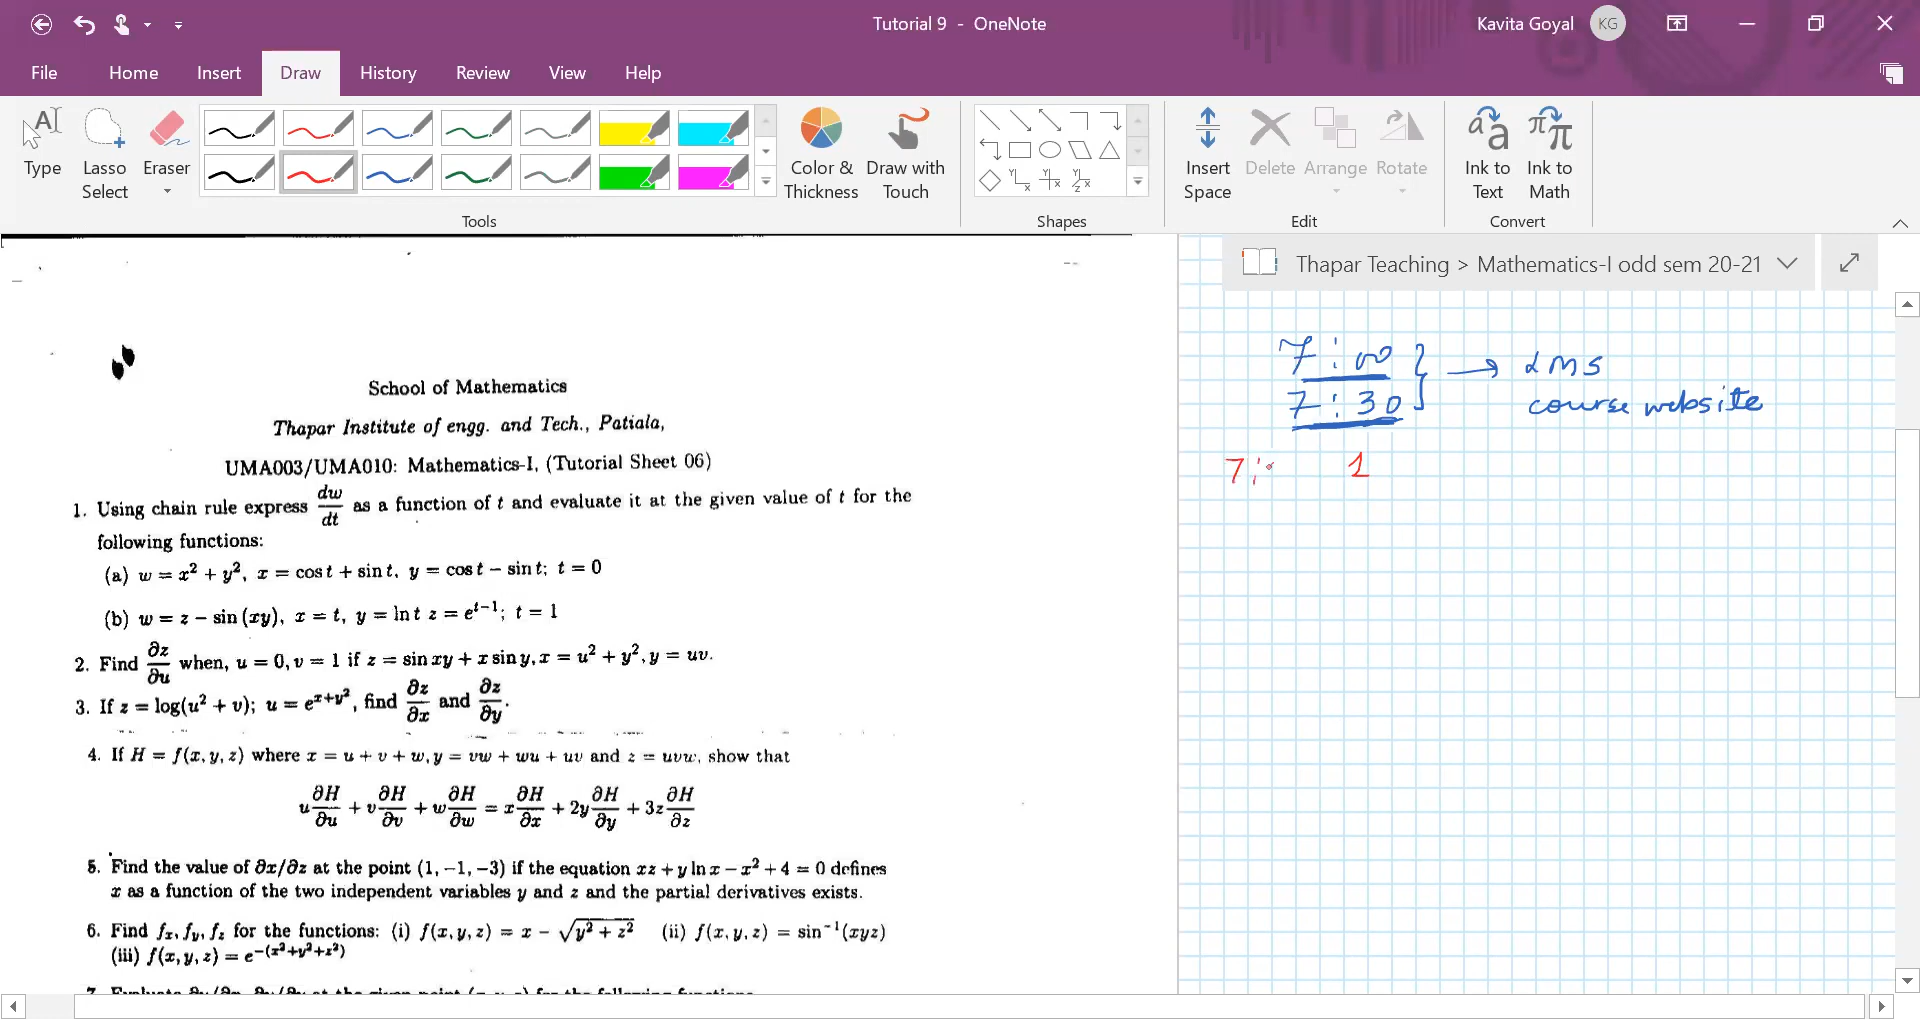 Tutorial 9 - OneNote
Kavita Goyal KG
File Home Insert Draw History Review View Help
Type
Lasso Select
Eraser
Color & Thickness
Draw with Touch
Insert Space
Delete
Arrange
Rotate
Ink to Text
Ink to Math
Tools
Shapes
Edit
Convert
Thapar Teaching > Mathematics-I odd sem 20-21
School of Mathematics
Thapar Institute of engg. and Tech., Patiala,
UMA003/UMA010: Mathematics-I, (Tutorial Sheet 06)
1. Using chain rule express dw/dt as a function of t and evaluate it at the given value of t for the
following functions:
(a) w = x² + y², x = cos t + sin t, y = cos t − sin t; t = 0
(b) w = z − sin (xy), x = t, y = ln t z = e^{t−1}; t = 1
2. Find ∂z/∂u when, u = 0, v = 1 if z = sin xy + x sin y, x = u² + y², y = uv.
3. If z = log(u² + v); u = e^{x+y²}, find ∂z/∂x and ∂z/∂y.
4. If H = f(x, y, z) where x = u + v + w, y = vw + wu + uv and z = uvw, show that
u ∂H/∂u + v ∂H/∂v + w ∂H/∂w = x ∂H/∂x + 2y ∂H/∂y + 3z ∂H/∂z
5. Find the value of ∂x/∂z at the point (1, −1, −3) if the equation xz + y ln x − x² + 4 = 0 defines
x as a function of the two independent variables y and z and the partial derivatives exists.
6. Find fx, fy, fz for the functions: (i) f(x, y, z) = x − √(y² + z²) (ii) f(x, y, z) = sin⁻¹(xyz)
(iii) f(x, y, z) = e^{−(x²+y²+z²)}
7:00
7:30
→ LMS
course website
7: 1